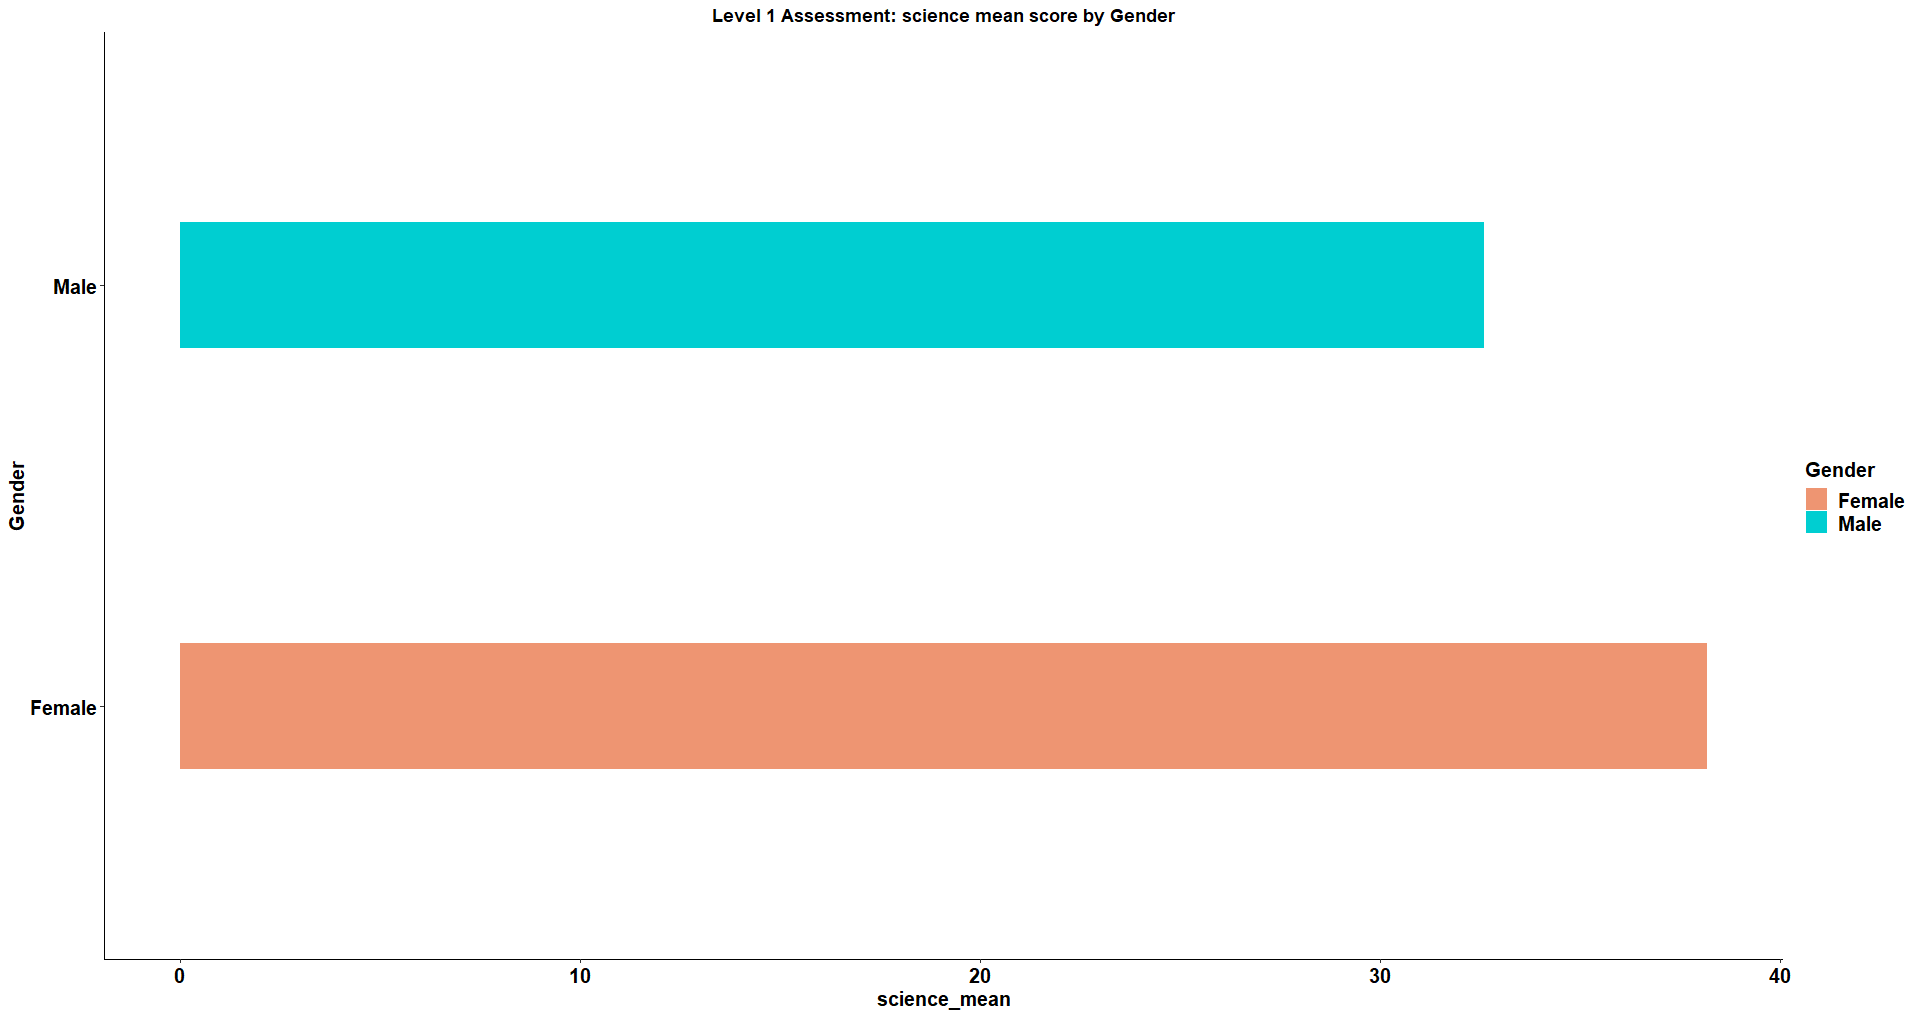 Level 1 Assessment: science mean score by Gender
Male
Female
Gender
0 10 20 30 40
science_mean
Gender
Female
Male